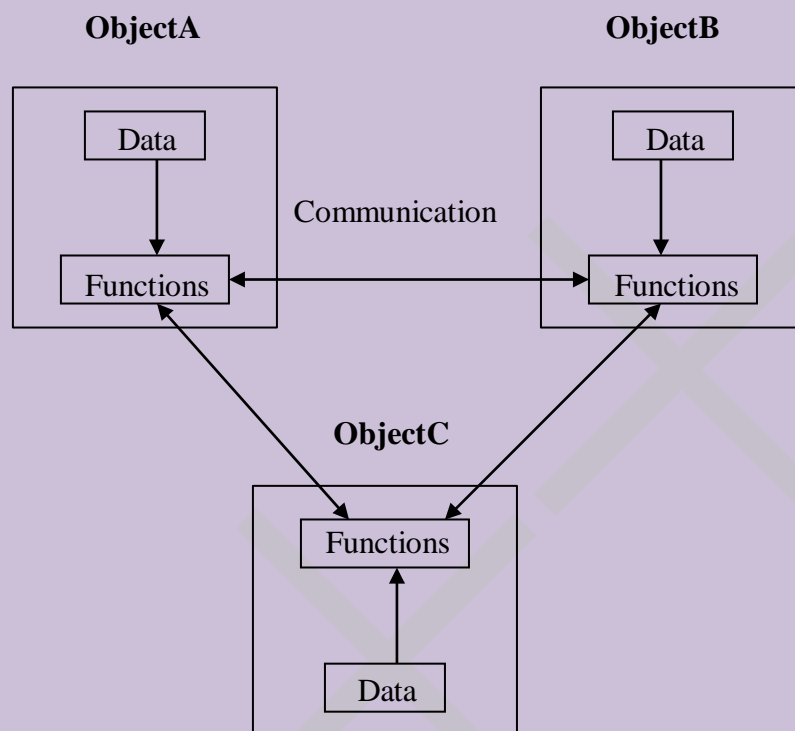 ObjectA
ObjectB
Data
Data
Communication
Functions
Functions
ObjectC
Functions
Data